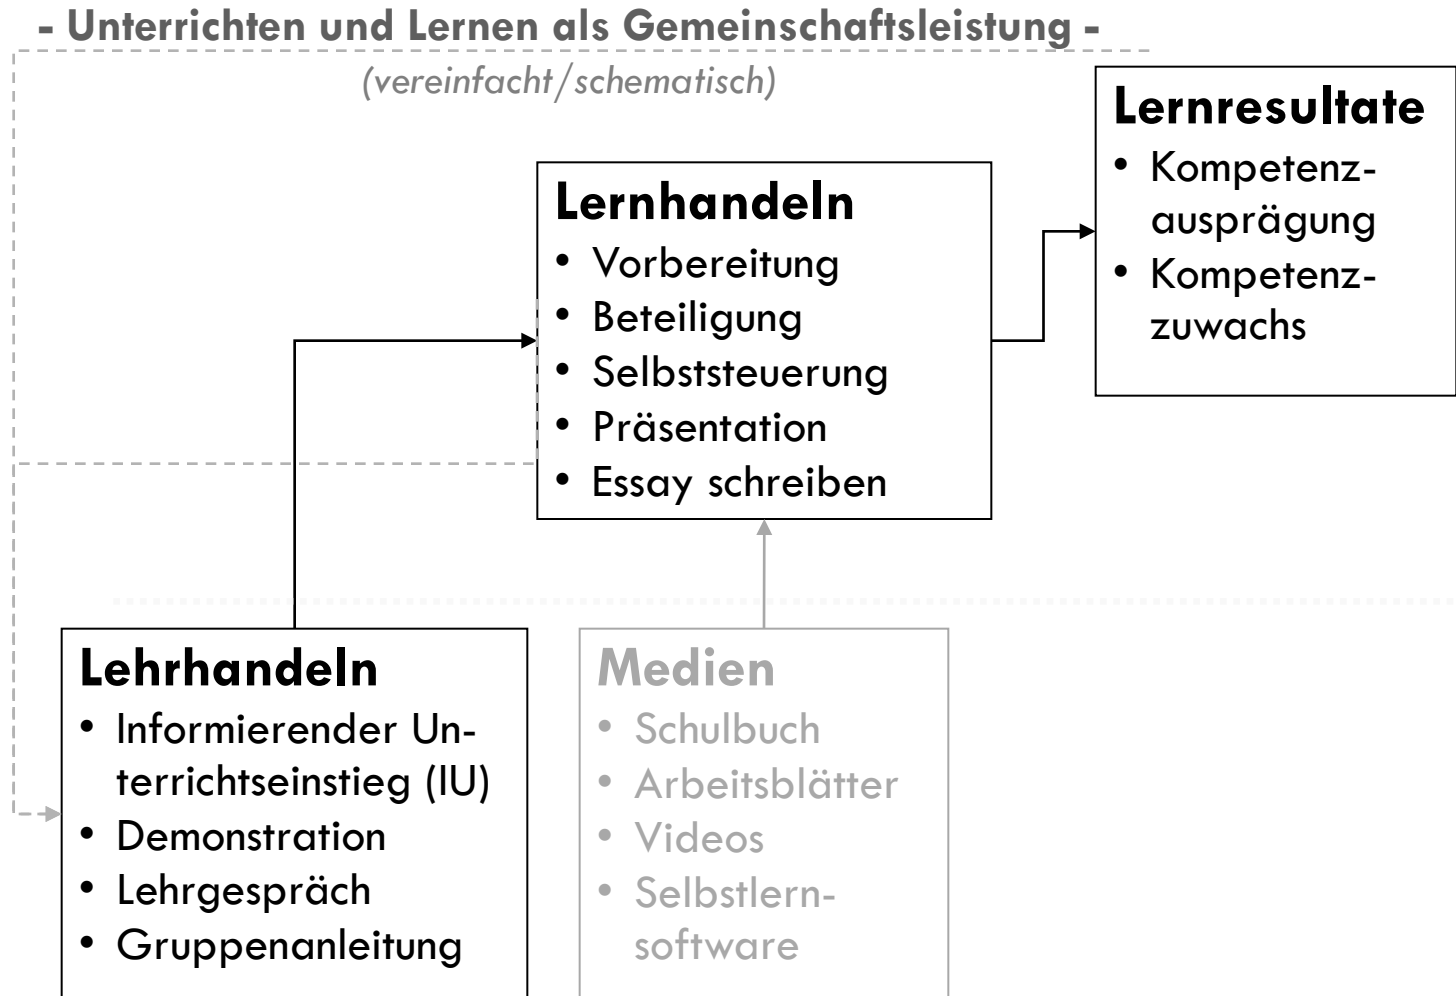 - Unterrichten und Lernen als Gemeinschaftsleistung -
(vereinfacht/schematisch)
Lernresultate
• Kompetenz-
ausprägung
• Kompetenz-
zuwachs
Lernhandeln
• Vorbereitung
• Beteiligung
• Selbststeuerung
• Präsentation
• Essay schreiben
Lehrhandeln
• Informierender Un-
terrichtseinstieg (IU)
• Demonstration
• Lehrgespräch
• Gruppenanleitung
Medien
• Schulbuch
• Arbeitsblätter
• Videos
• Selbstlern-
software